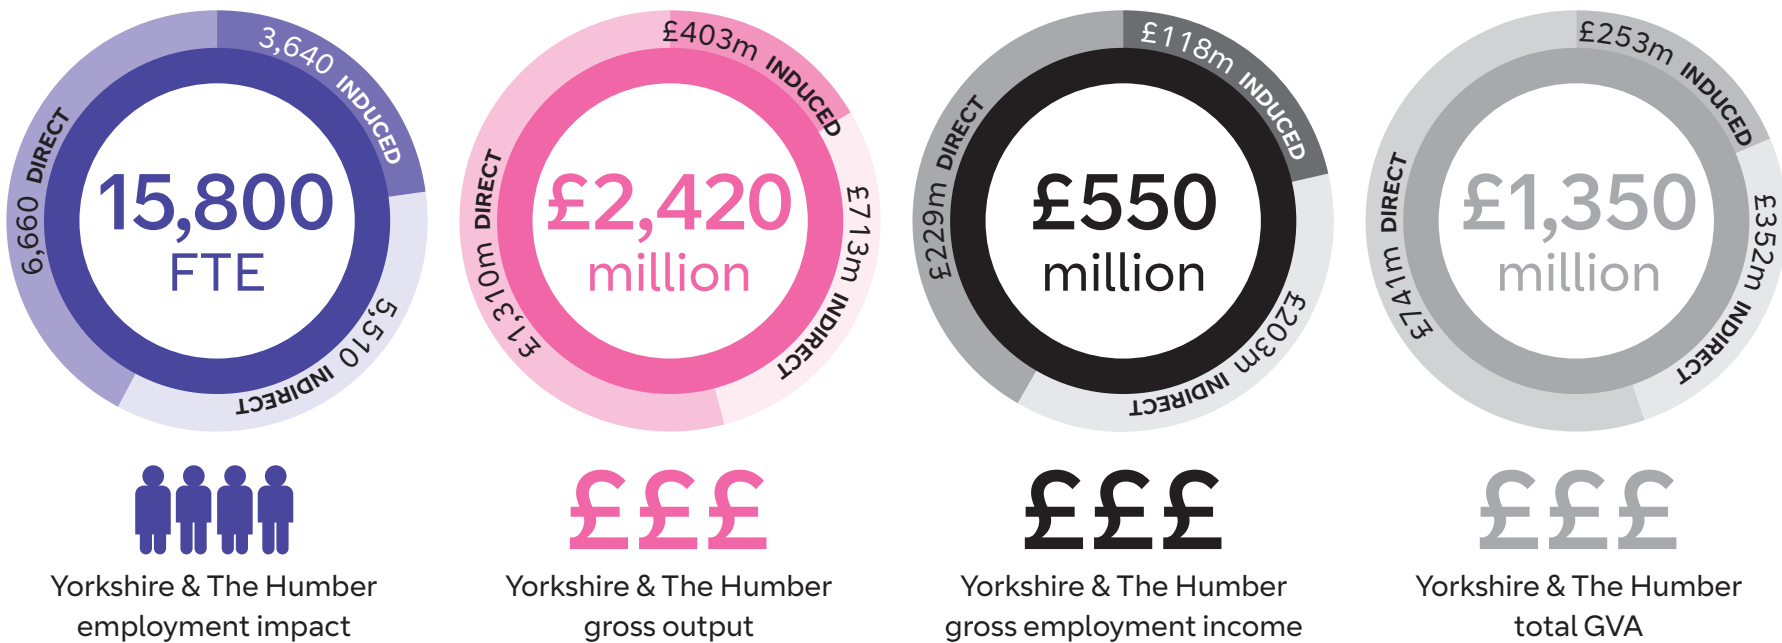 6,660 DIRECT
3,640 INDUCED
5,510 INDIRECT
15,800
FTE
Yorkshire & The Humber
employment impact
£1,310m DIRECT
£403m INDUCED
£713m INDIRECT
£2,420
million
£££
Yorkshire & The Humber
gross output
£229m DIRECT
£118m INDUCED
£203m INDIRECT
£550
million
£££
Yorkshire & The Humber
gross employment income
£741m DIRECT
£253m INDUCED
£352m INDIRECT
£1,350
million
£££
Yorkshire & The Humber
total GVA